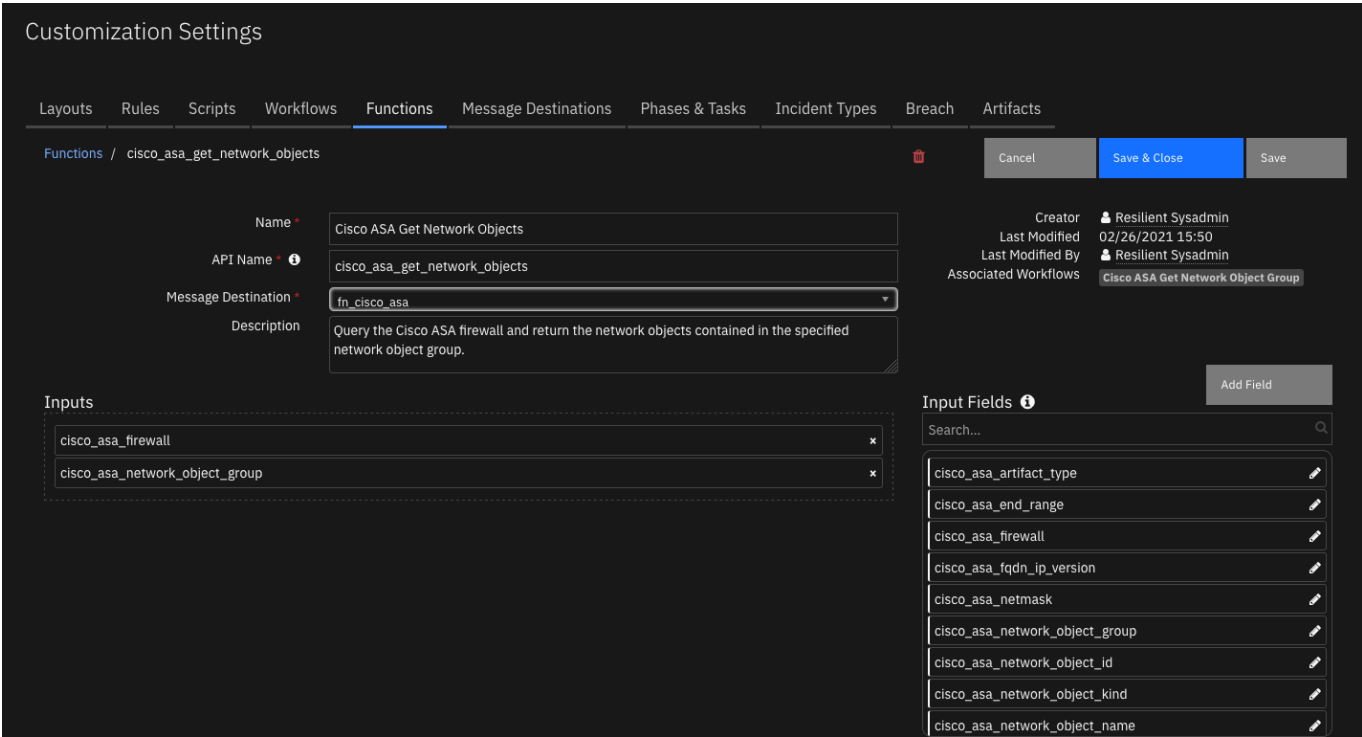 Customization Settings
Layouts Rules Scripts Workflows Functions Message Destinations Phases & Tasks Incident Types Breach Artifacts
Functions / cisco_asa_get_network_objects
Cancel Save & Close Save
Name * Cisco ASA Get Network Objects
API Name * cisco_asa_get_network_objects
Message Destination * fn_cisco_asa
Description Query the Cisco ASA firewall and return the network objects contained in the specified
network object group.
Creator Resilient Sysadmin
Last Modified 02/26/2021 15:50
Last Modified By Resilient Sysadmin
Associated Workflows Cisco ASA Get Network Object Group
Inputs
cisco_asa_firewall ×
cisco_asa_network_object_group ×
Add Field
Input Fields
Search...
cisco_asa_artifact_type
cisco_asa_end_range
cisco_asa_firewall
cisco_asa_fqdn_ip_version
cisco_asa_netmask
cisco_asa_network_object_group
cisco_asa_network_object_id
cisco_asa_network_object_kind
cisco_asa_network_object_name